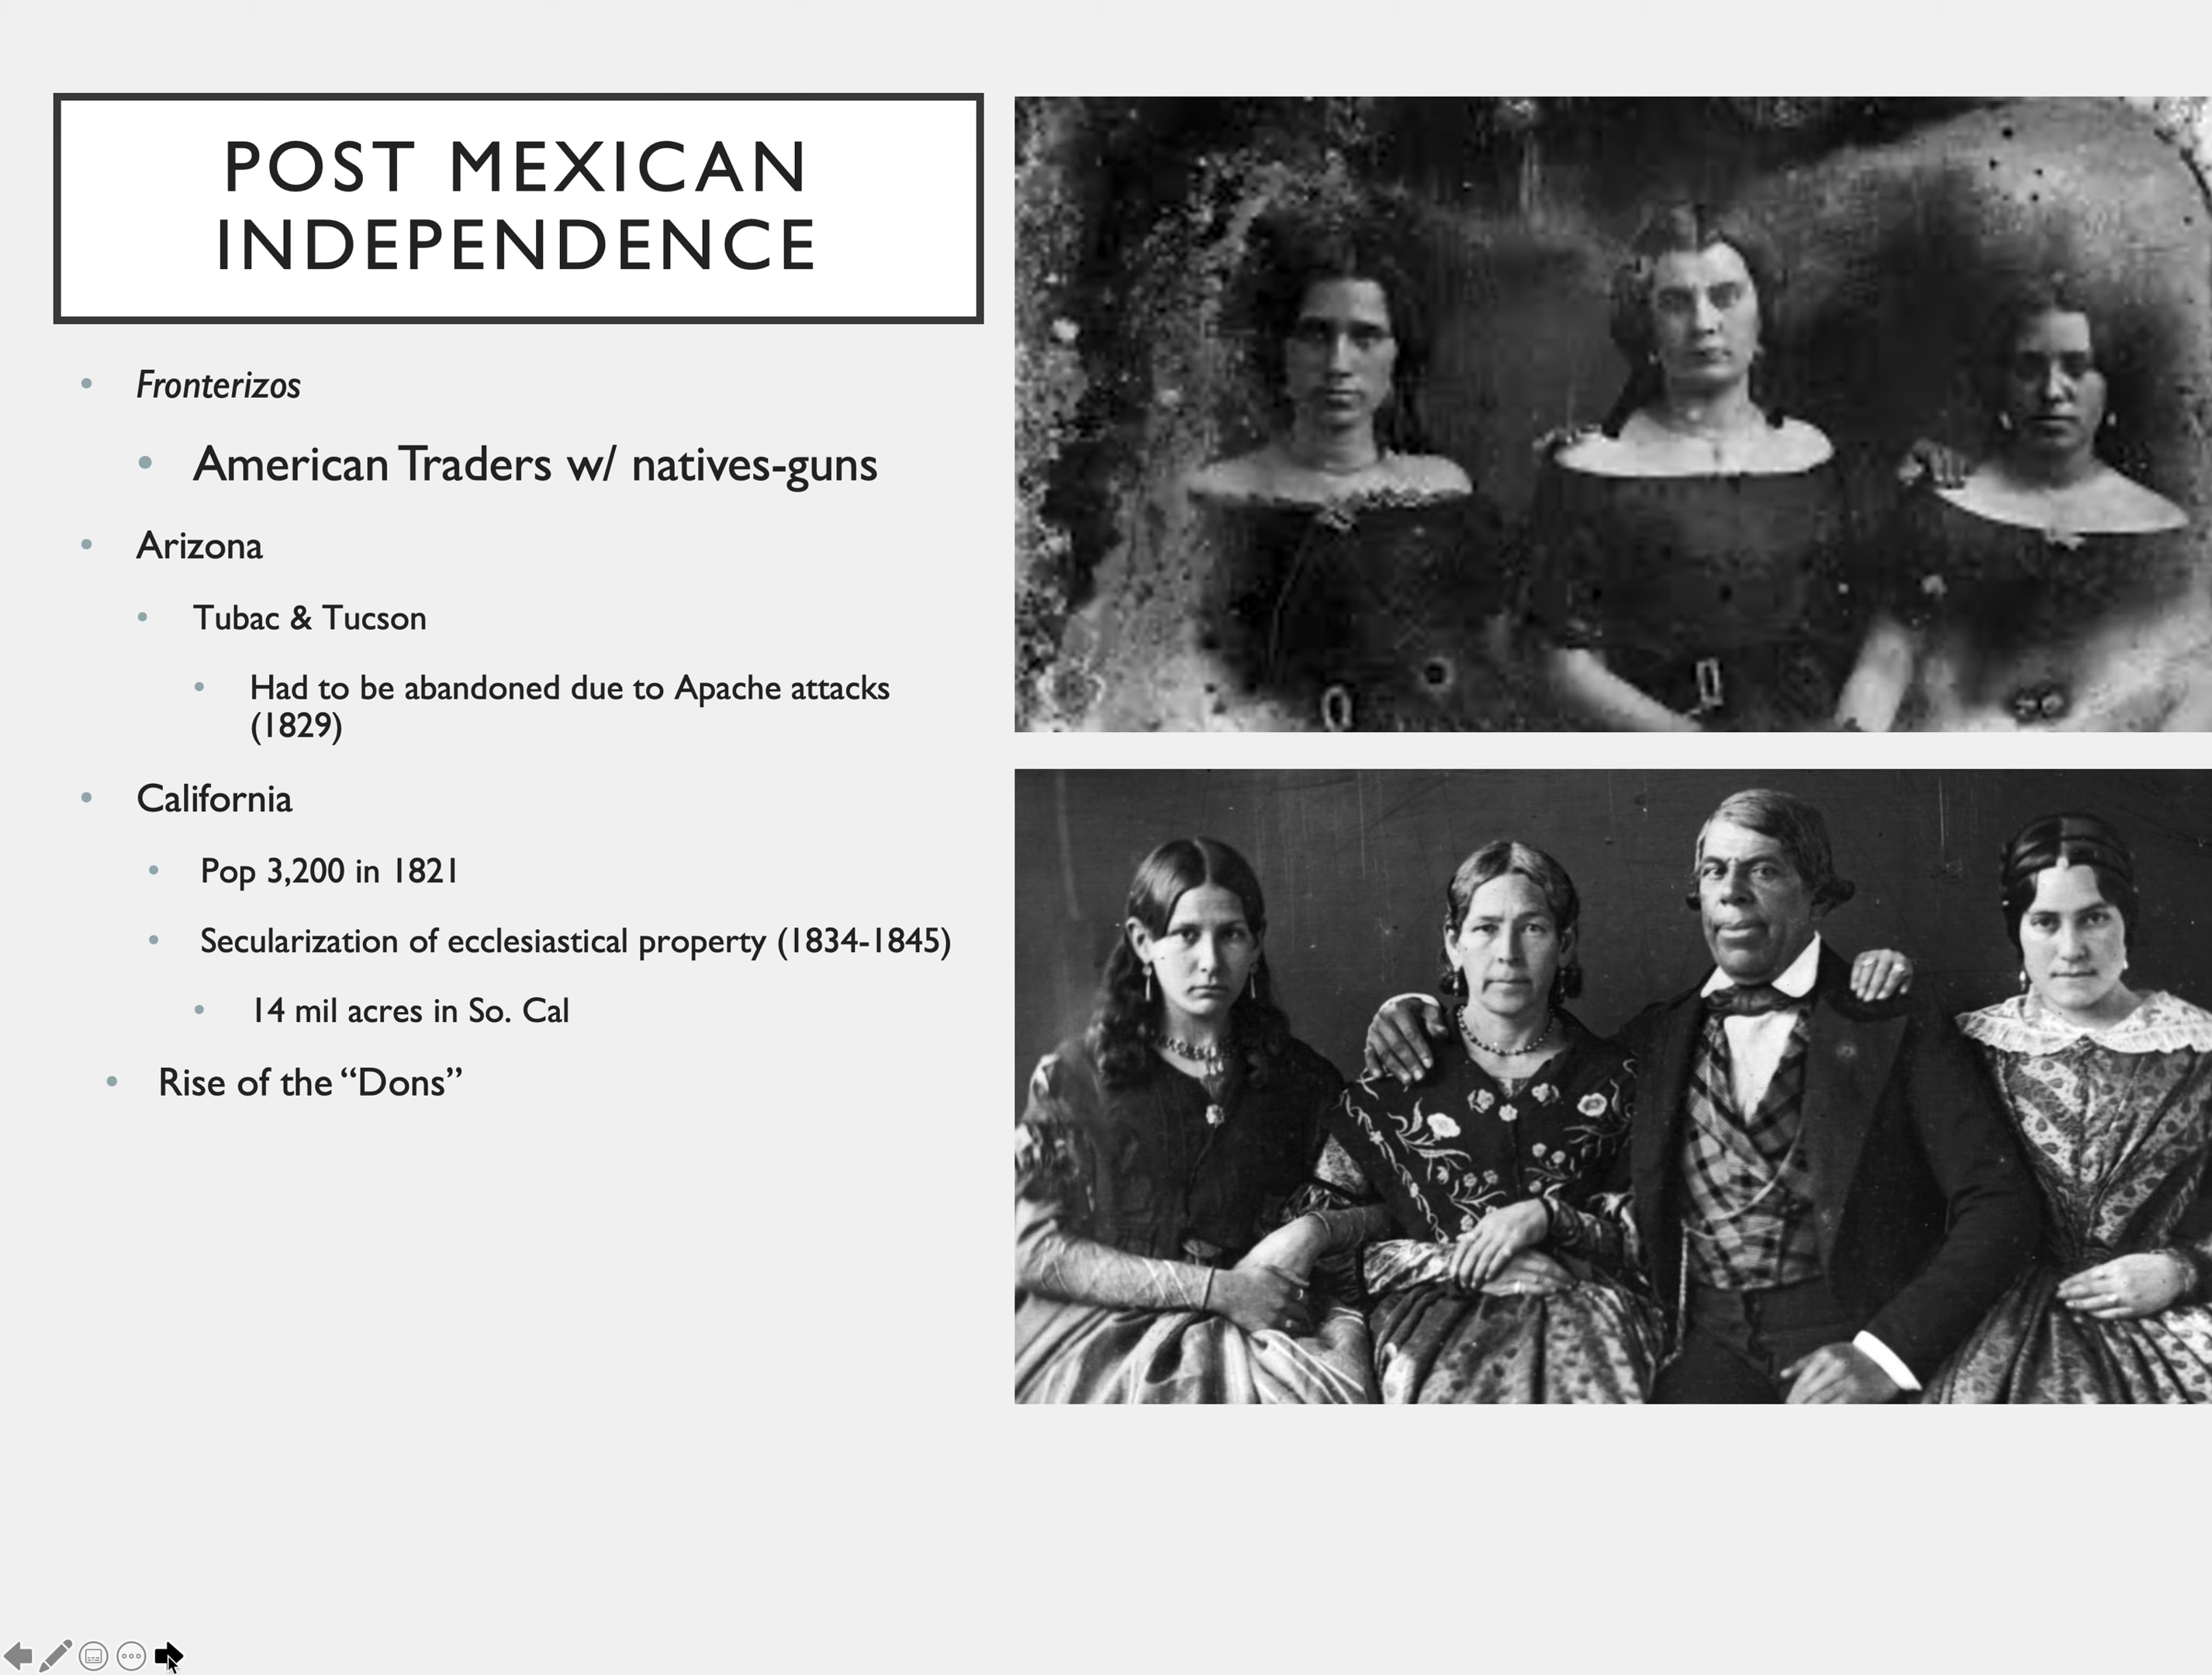 POST MEXICAN
INDEPENDENCE
Fronterizos
American Traders w/ natives-guns
Arizona
Tubac & Tucson
Had to be abandoned due to Apache attacks
(1829)
California
Pop 3,200 in 1821
Secularization of ecclesiastical property (1834-1845)
14 mil acres in So. Cal
Rise of the “Dons”